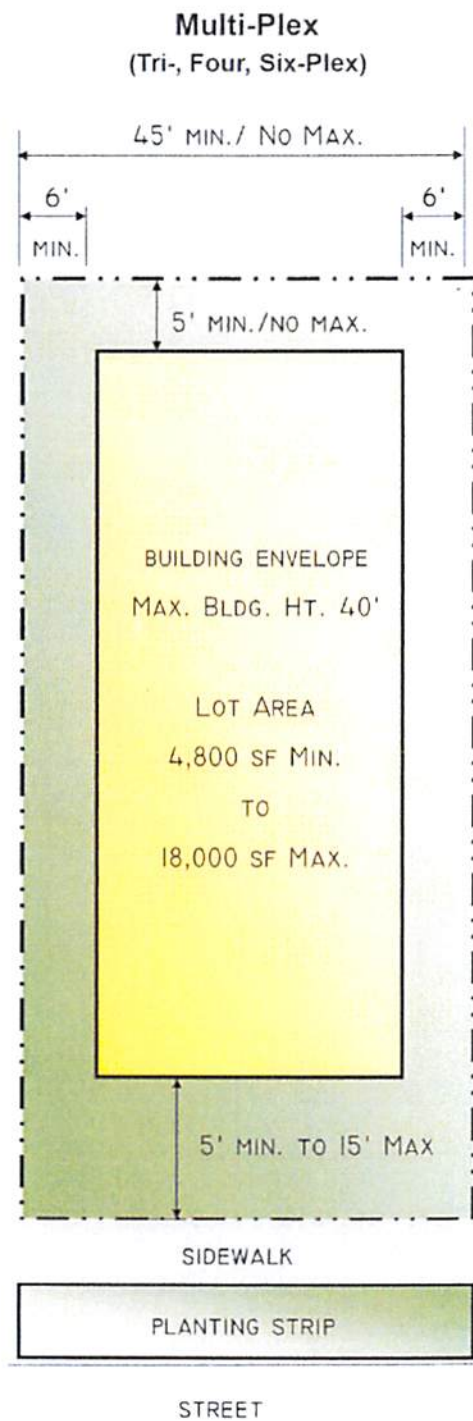 Multi-Plex
(Tri-, Four, Six-Plex)
45' MIN./ NO MAX.
6' 6'
MIN. MIN.
5' MIN./NO MAX.
BUILDING ENVELOPE
MAX. BLDG. HT. 40'
LOT AREA
4,800 SF MIN.
TO
18,000 SF MAX.
5' MIN. TO 15' MAX
SIDEWALK
PLANTING STRIP
STREET